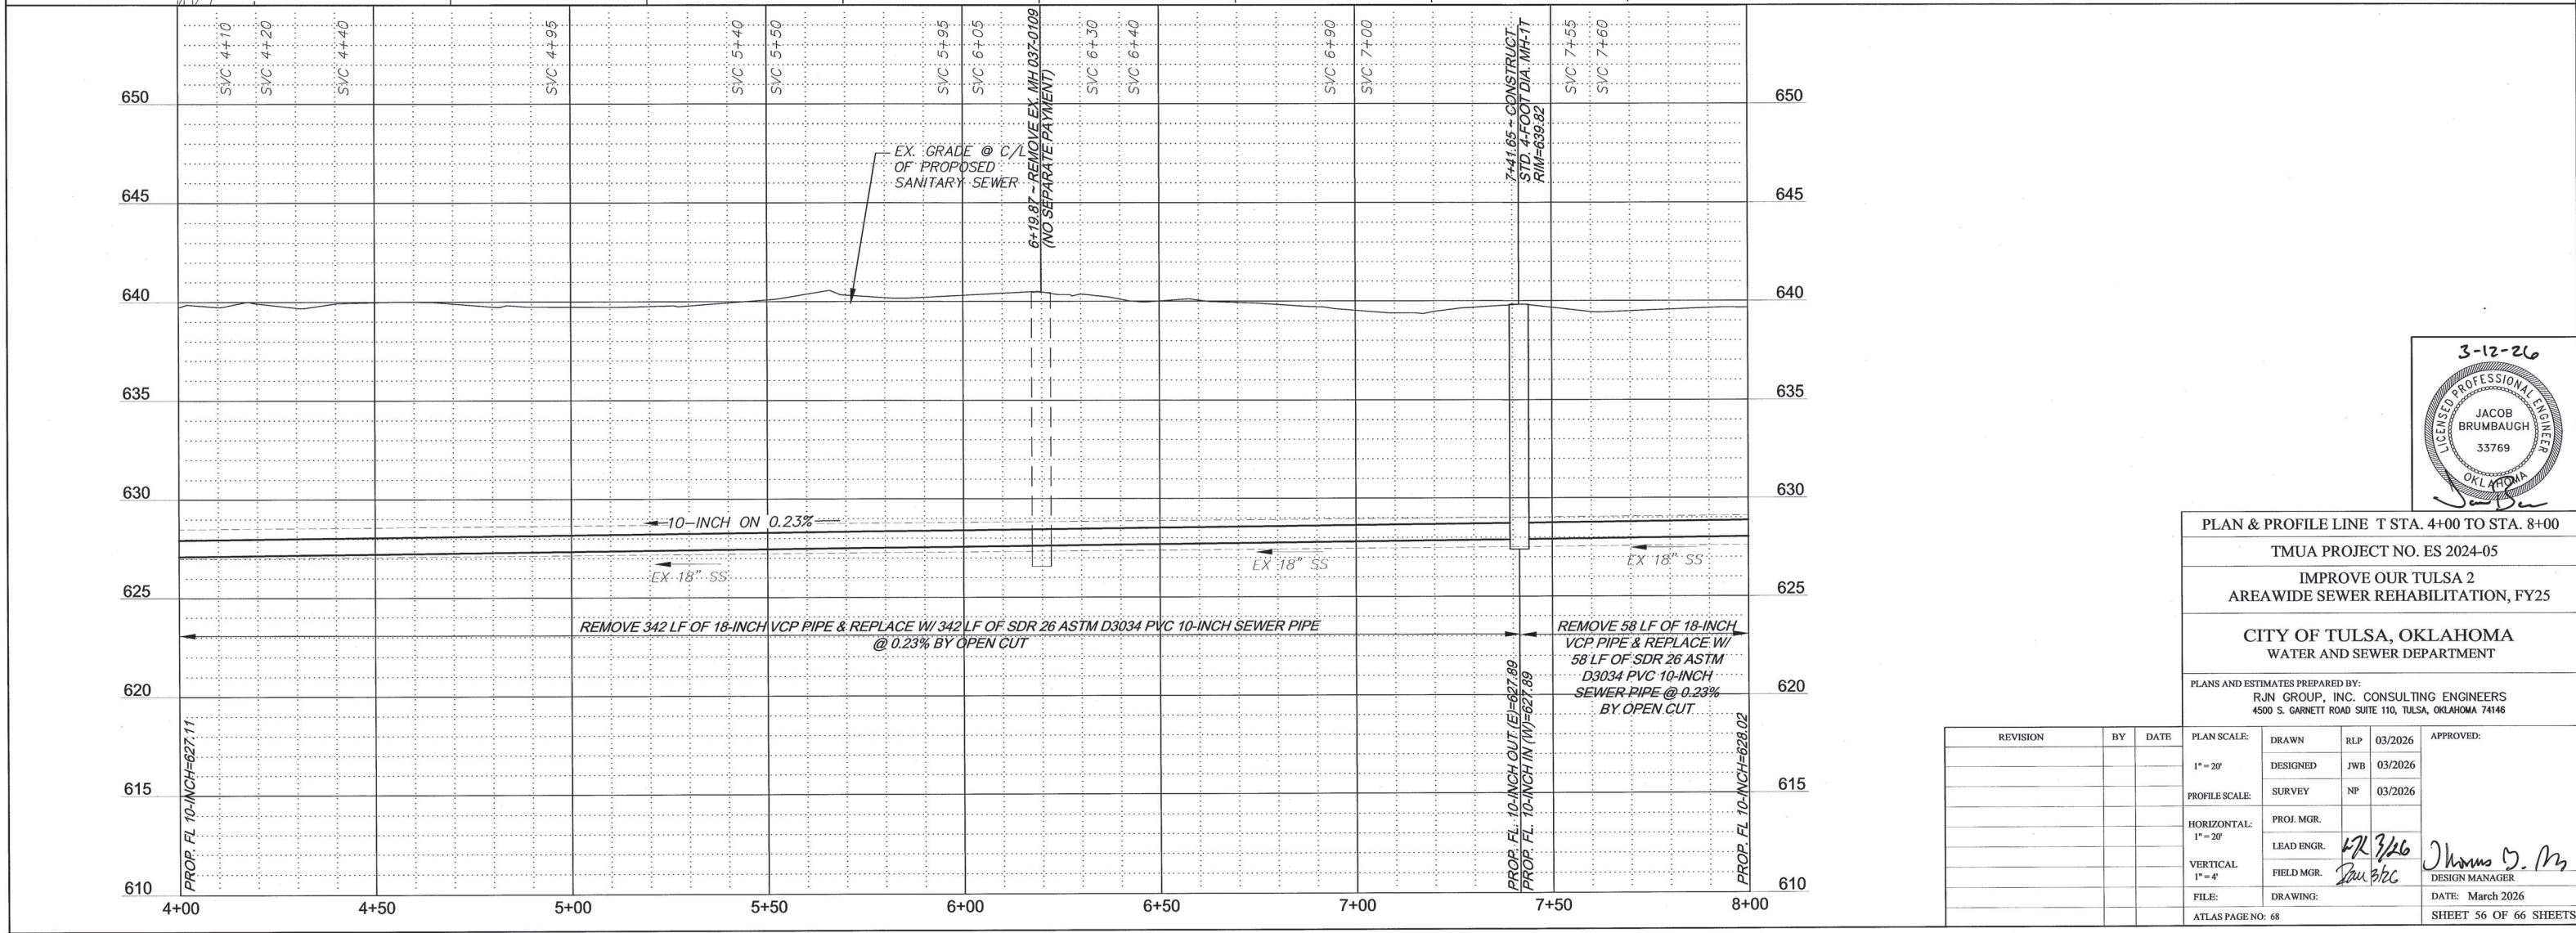 SVC 4+10
SVC 4+20
SVC 4+40
SVC 4+95
SVC 5+40
SVC 5+50
SVC 5+95
SVC 6+05
6+19.87 ~ REMOVE EX. MH 037-0109
(NO SEPARATE PAYMENT)
SVC 6+30
SVC 6+40
SVC 6+90
SVC 7+00
7+41.65 ~ CONSTRUCT
STD. 4-FOOT DIA. MH-1T
RIM=639.82
SVC 7+55
SVC 7+60
650
650
EX. GRADE @ C/L
OF PROPOSED
SANITARY SEWER
645
645
640
640
635
635
630
630
10-INCH ON 0.23%
EX 18" SS
EX 18" SS
EX 18" SS
625
625
REMOVE 342 LF OF 18-INCH VCP PIPE & REPLACE W/ 342 LF OF SDR 26 ASTM D3034 PVC 10-INCH SEWER PIPE
@ 0.23% BY OPEN CUT
REMOVE 58 LF OF 18-INCH
VCP PIPE & REPLACE W/
58 LF OF SDR 26 ASTM
D3034 PVC 10-INCH
SEWER PIPE @ 0.23%
BY OPEN CUT
620
620
PROP. FL 10-INCH=627.11
PROP. FL. 10-INCH OUT (E)=627.89
PROP. FL. 10-INCH IN (W)=627.89
PROP. FL 10-INCH=628.02
615
615
610
610
4+00
4+50
5+00
5+50
6+00
6+50
7+00
7+50
8+00
3-12-26
LICENSED PROFESSIONAL ENGINEER
JACOB
BRUMBAUGH
33769
OKLAHOMA
PLAN & PROFILE LINE T STA. 4+00 TO STA. 8+00
TMUA PROJECT NO. ES 2024-05
IMPROVE OUR TULSA 2
AREAWIDE SEWER REHABILITATION, FY25
CITY OF TULSA, OKLAHOMA
WATER AND SEWER DEPARTMENT
PLANS AND ESTIMATES PREPARED BY:
RJN GROUP, INC. CONSULTING ENGINEERS
4500 S. GARNETT ROAD SUITE 110, TULSA, OKLAHOMA 74146
REVISION BY DATE
PLAN SCALE:
1" = 20'
PROFILE SCALE:
HORIZONTAL:
1" = 20'
VERTICAL
1" = 4'
DRAWN RLP 03/2026
DESIGNED JWB 03/2026
SURVEY NP 03/2026
PROJ. MGR.
LEAD ENGR. 3/26
FIELD MGR. 3/26
APPROVED:
DESIGN MANAGER
FILE:
DRAWING:
DATE: March 2026
ATLAS PAGE NO: 68
SHEET 56 OF 66 SHEETS